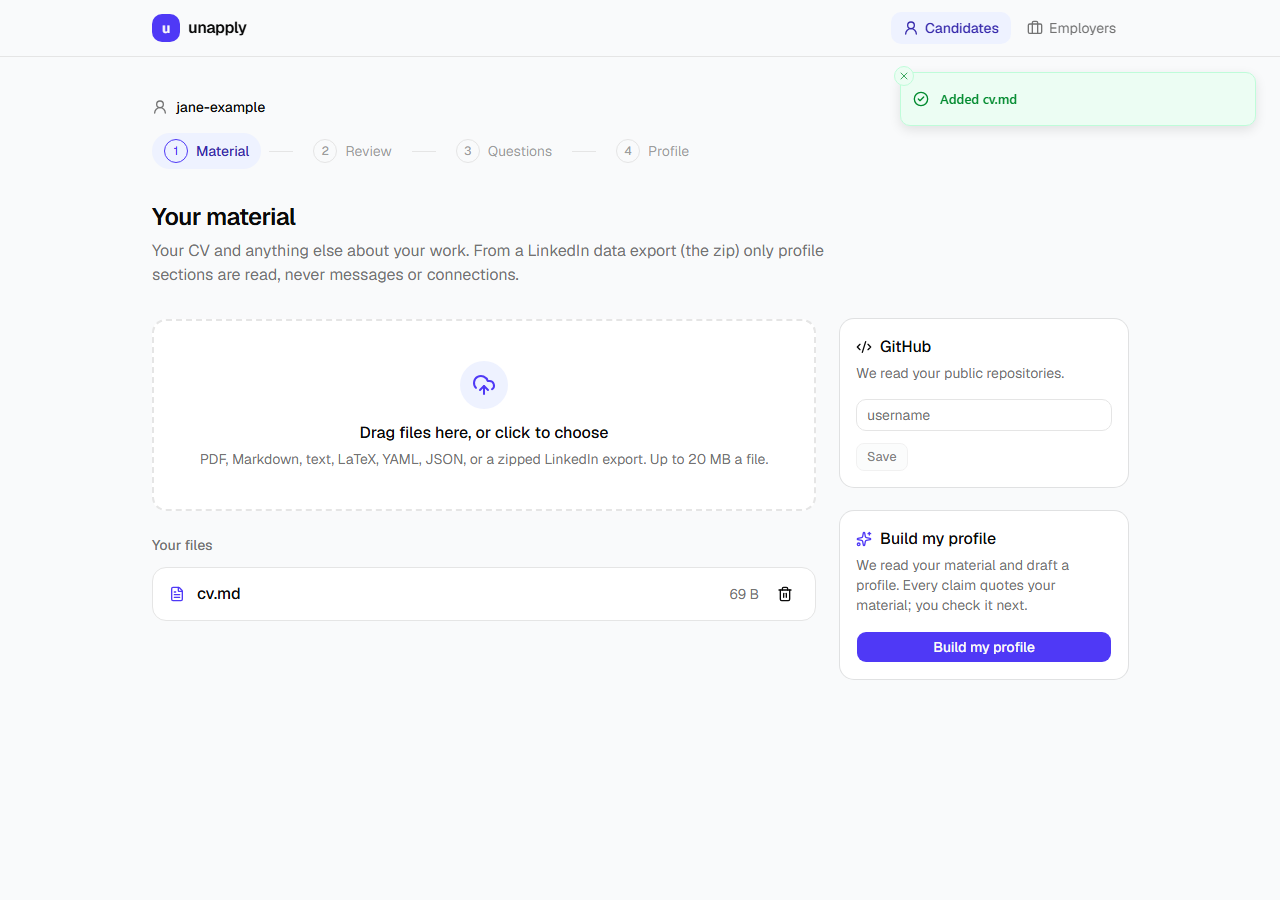 u unapply
Candidates
Employers
Added cv.md
jane-example
1 Material
2 Review
3 Questions
4 Profile
Your material
Your CV and anything else about your work. From a LinkedIn data export (the zip) only profile
sections are read, never messages or connections.
Drag files here, or click to choose
PDF, Markdown, text, LaTeX, YAML, JSON, or a zipped LinkedIn export. Up to 20 MB a file.
Your files
cv.md
69 B
GitHub
We read your public repositories.
username
Save
Build my profile
We read your material and draft a
profile. Every claim quotes your
material; you check it next.
Build my profile